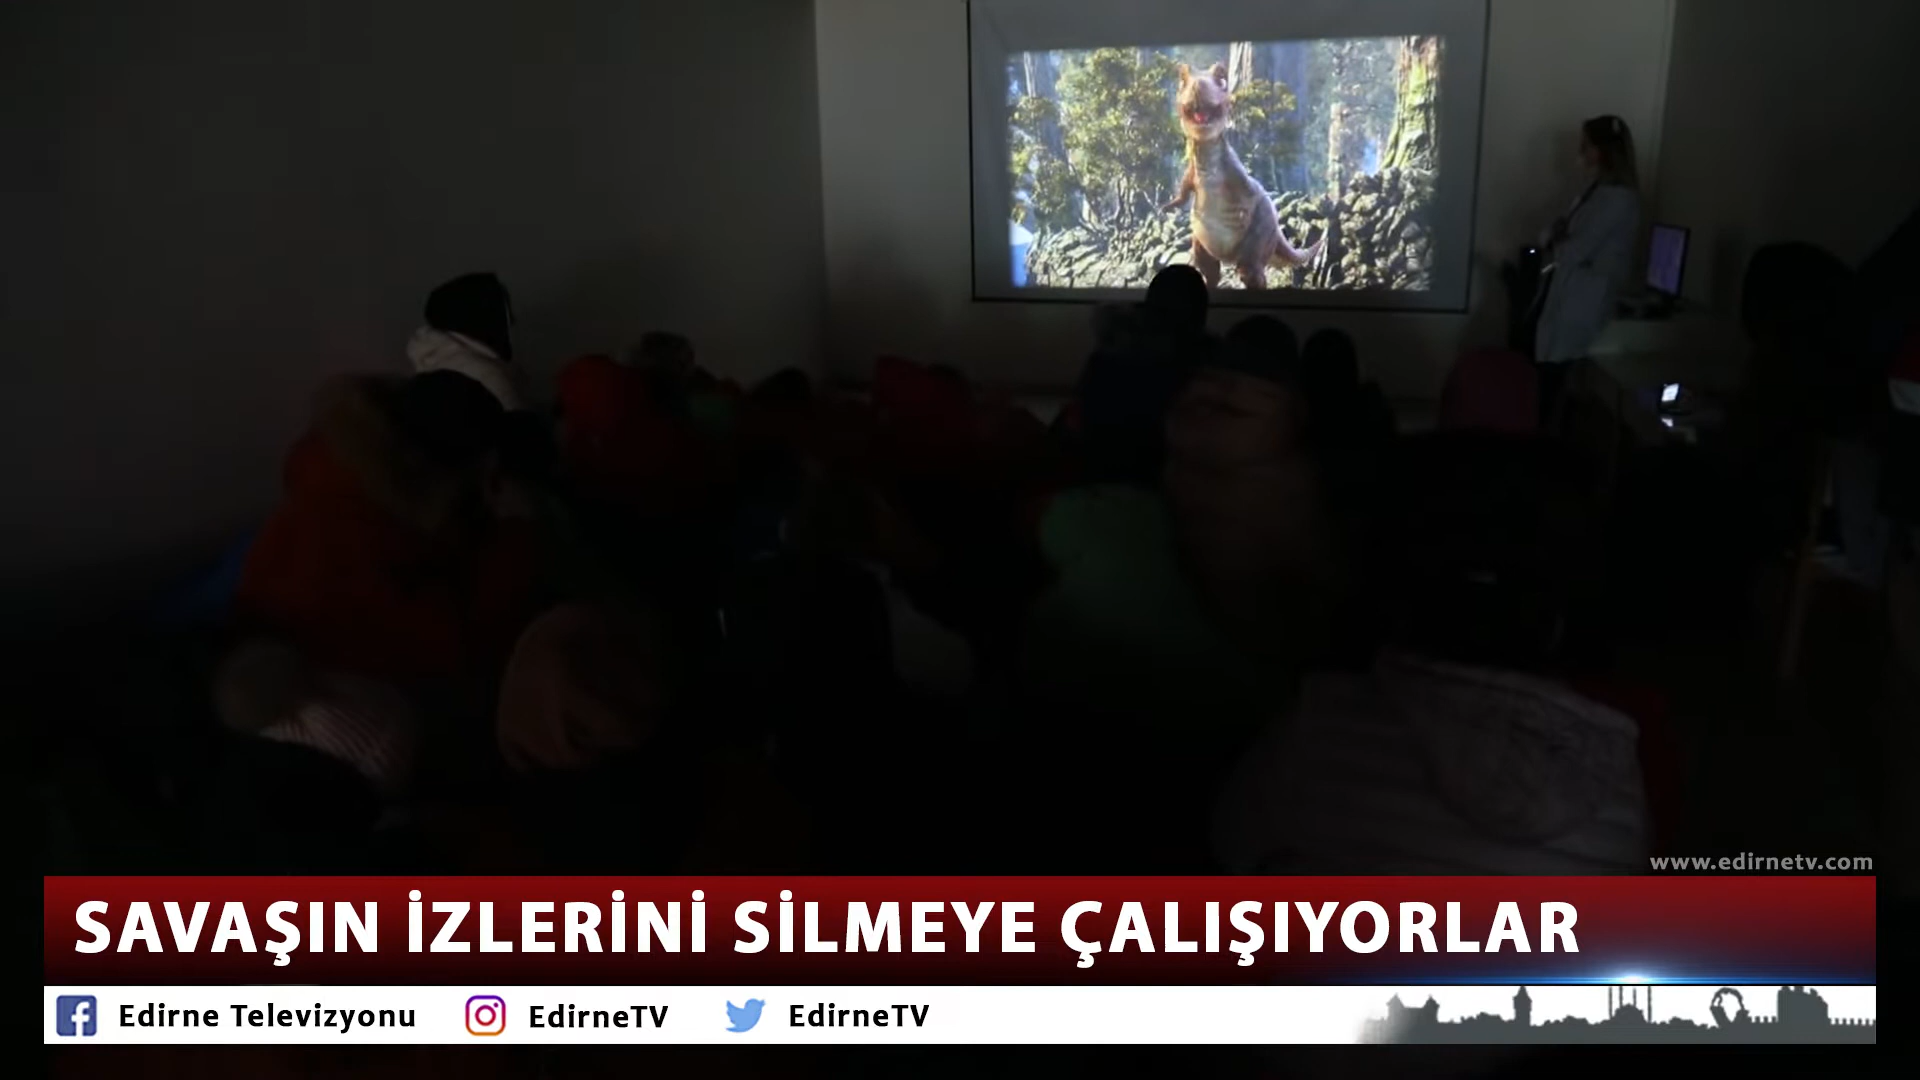 www.edirnetv.com
SAVAŞIN İZLERİNİ SİLMEYE ÇALIŞIYORLAR
Edirne Televizyonu EdirneTV EdirneTV